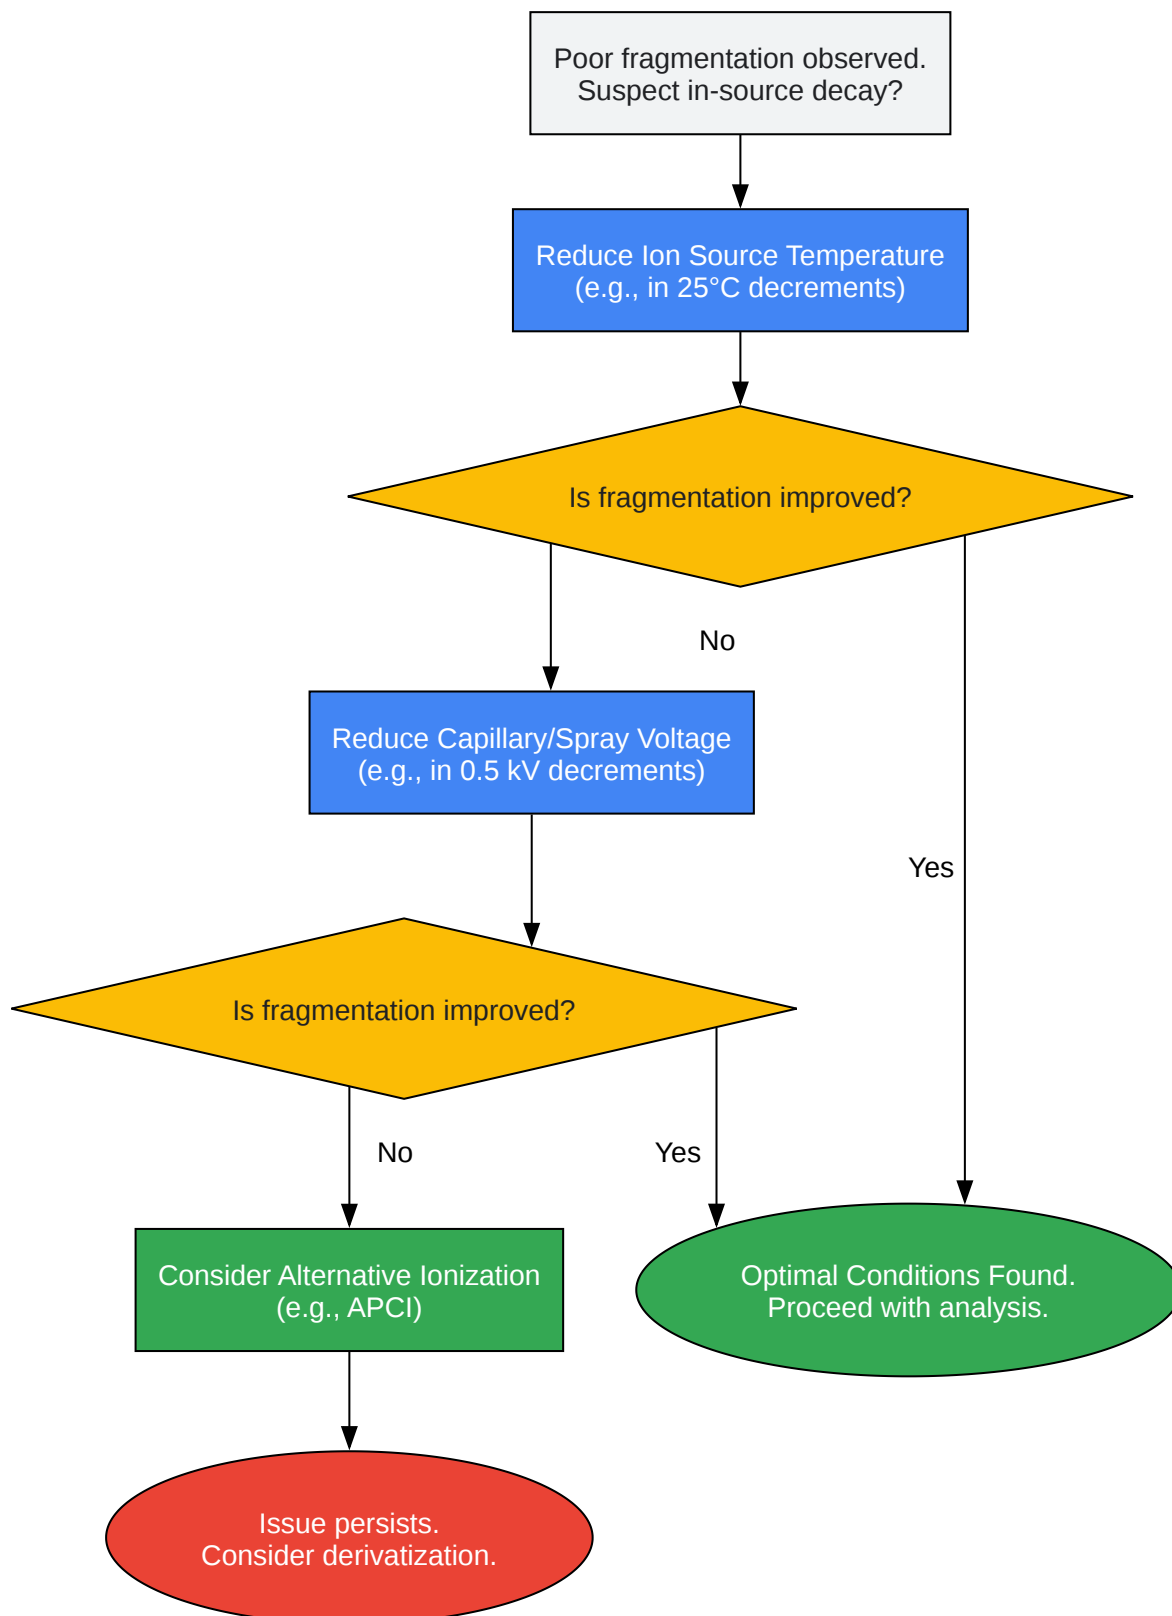 Poor fragmentation observed.
Suspect in-source decay?
Reduce Ion Source Temperature
(e.g., in 25°C decrements)
Is fragmentation improved?
No
Reduce Capillary/Spray Voltage
(e.g., in 0.5 kV decrements)
Yes
Is fragmentation improved?
No
Yes
Consider Alternative Ionization
(e.g., APCI)
Optimal Conditions Found.
Proceed with analysis.
Issue persists.
Consider derivatization.